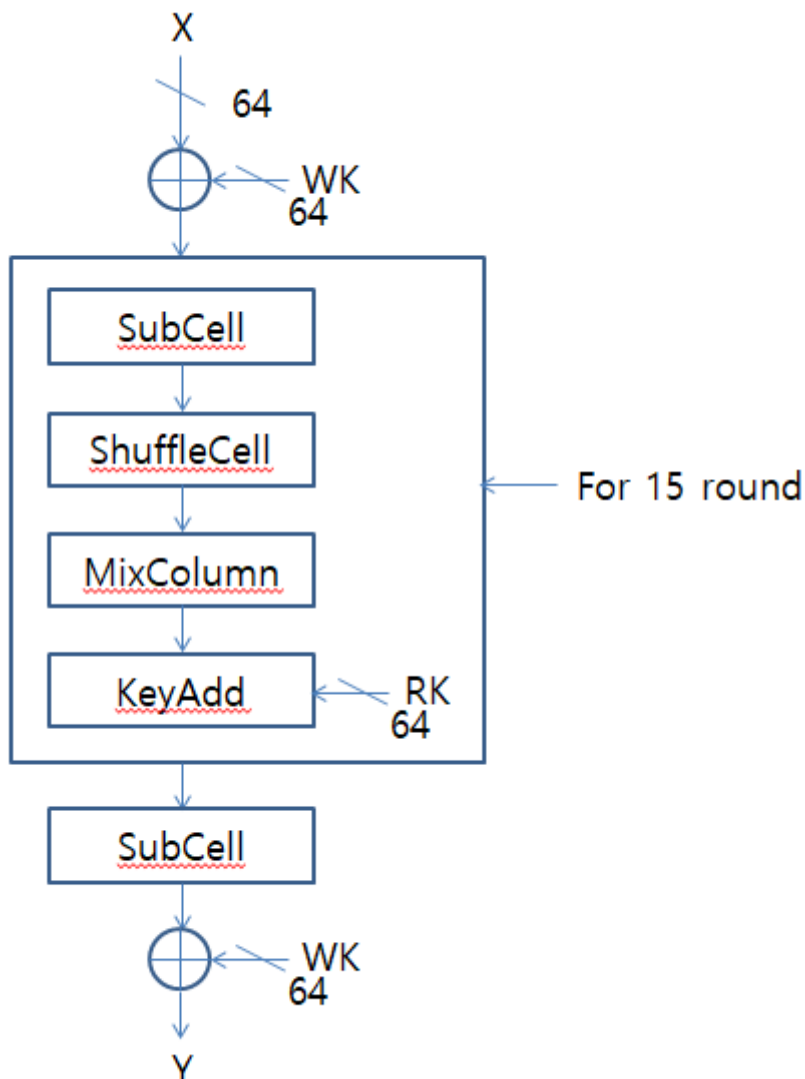 X
64
WK
64
SubCell
ShuffleCell
For 15 round
MixColumn
KeyAdd
RK
64
SubCell
WK
64
Y